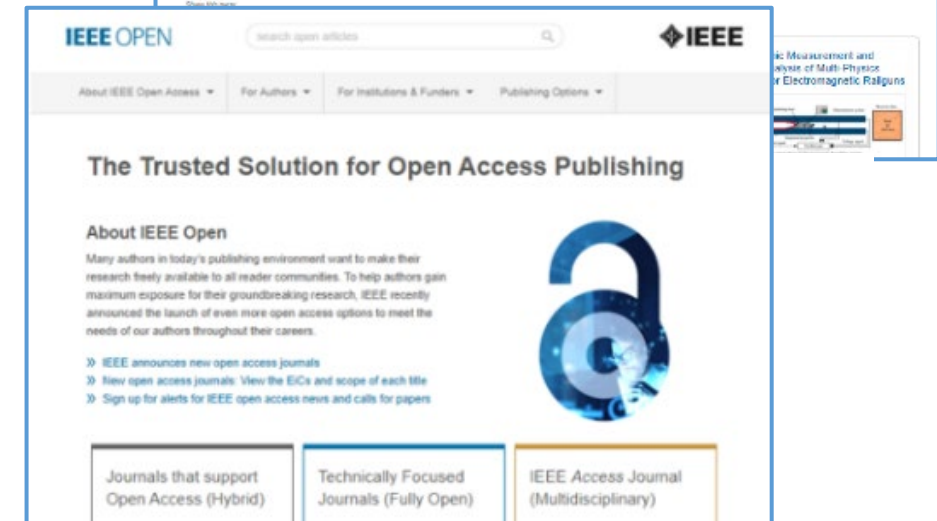 IEEE OPEN
search open articles
IEEE
About IEEE Open Access
For Authors
For Institutions & Funders
Publishing Options
The Trusted Solution for Open Access Publishing
About IEEE Open
Many authors in today's publishing environment want to make their
research freely available to all reader communities. To help authors gain
maximum exposure for their groundbreaking research, IEEE recently
announced the launch of even more open access options to meet the
needs of our authors throughout their careers.
» IEEE announces new open access journals
» New open access journals: View the EiCs and scope of each title
» Sign up for alerts for IEEE open access news and calls for papers
Journals that support
Open Access (Hybrid)
Technically Focused
Journals (Fully Open)
IEEE Access Journal
(Multidisciplinary)
ic Measurement and
alysis of Multi-Physics
or Electromagnetic Railguns